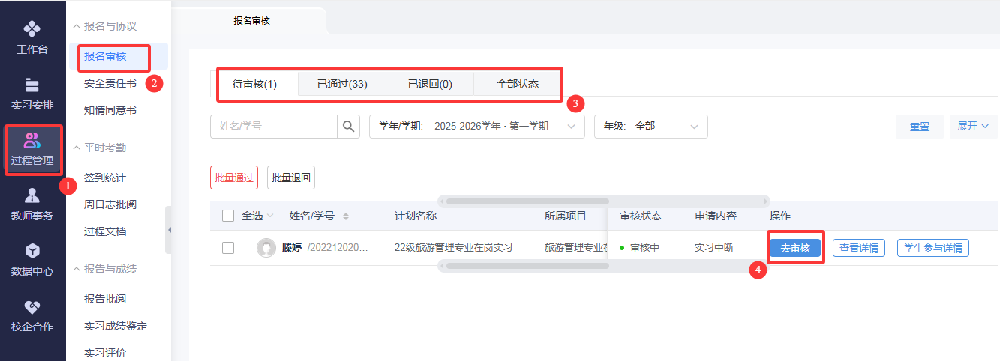 工作台
实习安排
过程管理
1
教师事务
数据中心
校企合作
报名与协议
报名审核
2
安全责任书
知情同意书
平时考勤
签到统计
周日志批阅
过程文档
报告与成绩
报告批阅
实习成绩鉴定
实习评价
报名审核
待审核(1) 已通过(33) 已退回(0) 全部状态
3
姓名/学号 学年/学期: 2025-2026学年 · 第一学期 年级: 全部 重置 展开
批量通过 批量退回
全选 姓名/学号 计划名称 所属项目 审核状态 申请内容 操作
滕婷 /202212020... 22级旅游管理专业在岗实习 旅游管理专业在 审核中 实习中断 去审核 查看详情 学生参与详情
4